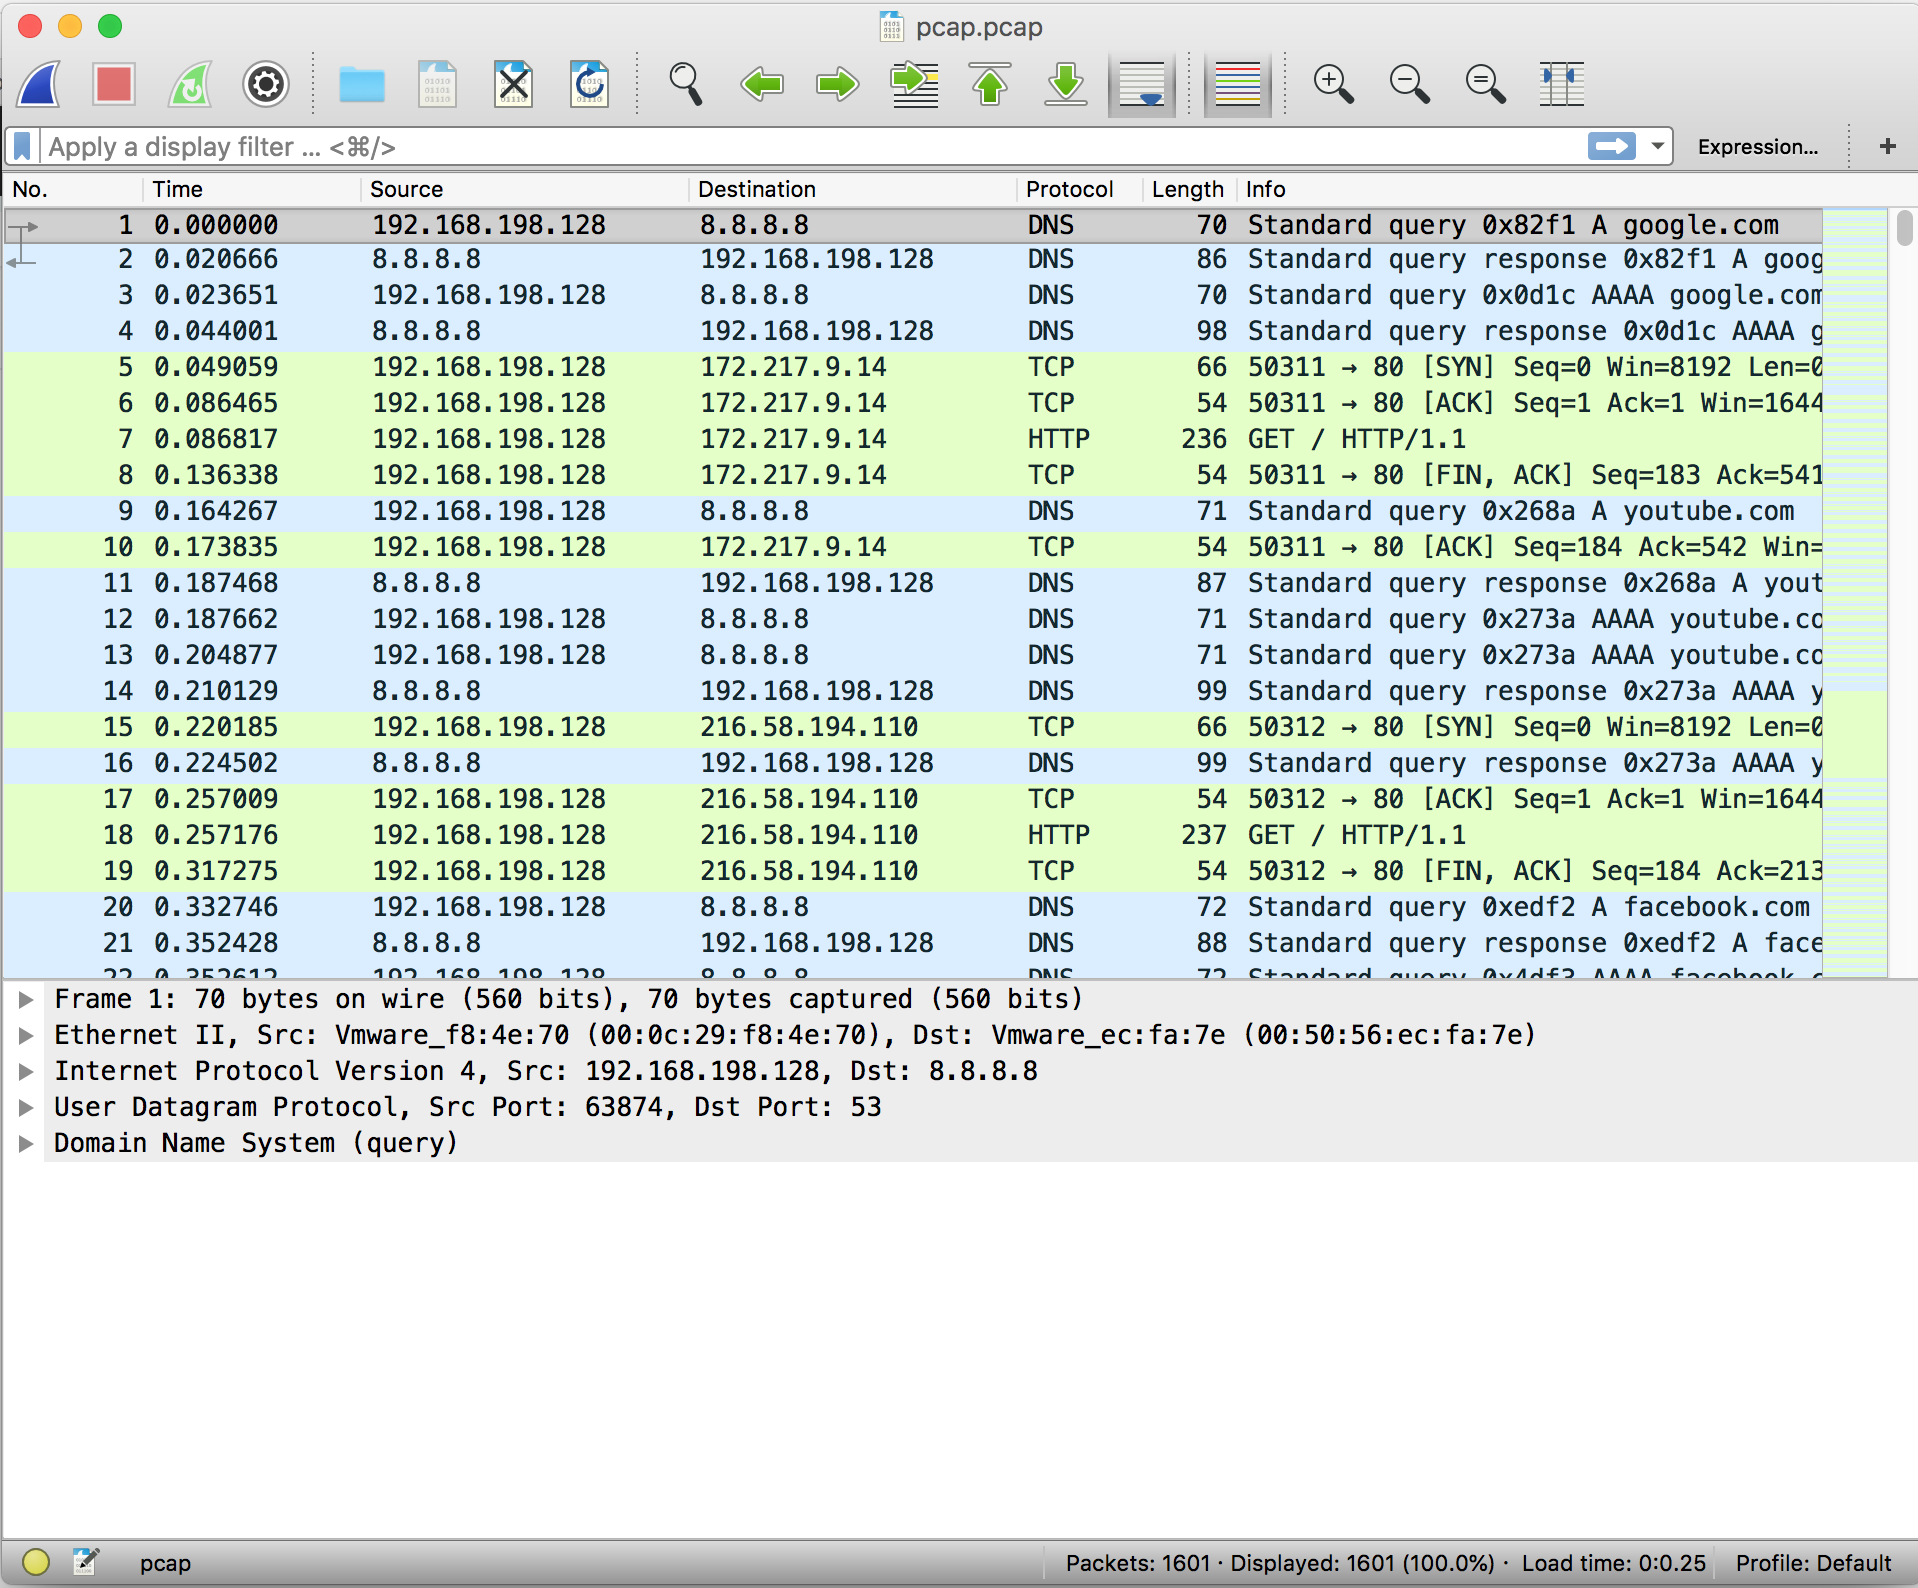 pcap.pcap
Apply a display filter ... <⌘/>
Expression...
+
No. Time Source Destination Protocol Length Info
1 0.000000 192.168.198.128 8.8.8.8 DNS 70 Standard query 0x82f1 A google.com
2 0.020666 8.8.8.8 192.168.198.128 DNS 86 Standard query response 0x82f1 A goog
3 0.023651 192.168.198.128 8.8.8.8 DNS 70 Standard query 0x0d1c AAAA google.com
4 0.044001 8.8.8.8 192.168.198.128 DNS 98 Standard query response 0x0d1c AAAA g
5 0.049059 192.168.198.128 172.217.9.14 TCP 66 50311 → 80 [SYN] Seq=0 Win=8192 Len=0
6 0.086465 192.168.198.128 172.217.9.14 TCP 54 50311 → 80 [ACK] Seq=1 Ack=1 Win=1644
7 0.086817 192.168.198.128 172.217.9.14 HTTP 236 GET / HTTP/1.1
8 0.136338 192.168.198.128 172.217.9.14 TCP 54 50311 → 80 [FIN, ACK] Seq=183 Ack=541
9 0.164267 192.168.198.128 8.8.8.8 DNS 71 Standard query 0x268a A youtube.com
10 0.173835 192.168.198.128 172.217.9.14 TCP 54 50311 → 80 [ACK] Seq=184 Ack=542 Win=
11 0.187468 8.8.8.8 192.168.198.128 DNS 87 Standard query response 0x268a A yout
12 0.187662 192.168.198.128 8.8.8.8 DNS 71 Standard query 0x273a AAAA youtube.co
13 0.204877 192.168.198.128 8.8.8.8 DNS 71 Standard query 0x273a AAAA youtube.co
14 0.210129 8.8.8.8 192.168.198.128 DNS 99 Standard query response 0x273a AAAA y
15 0.220185 192.168.198.128 216.58.194.110 TCP 66 50312 → 80 [SYN] Seq=0 Win=8192 Len=0
16 0.224502 8.8.8.8 192.168.198.128 DNS 99 Standard query response 0x273a AAAA y
17 0.257009 192.168.198.128 216.58.194.110 TCP 54 50312 → 80 [ACK] Seq=1 Ack=1 Win=1644
18 0.257176 192.168.198.128 216.58.194.110 HTTP 237 GET / HTTP/1.1
19 0.317275 192.168.198.128 216.58.194.110 TCP 54 50312 → 80 [FIN, ACK] Seq=184 Ack=213
20 0.332746 192.168.198.128 8.8.8.8 DNS 72 Standard query 0xedf2 A facebook.com
21 0.352428 8.8.8.8 192.168.198.128 DNS 88 Standard query response 0xedf2 A face
22 0.352612 192.168.198.128 8.8.8.8 DNS 72 Standard query 0x4df3 AAAA facebook.c
Frame 1: 70 bytes on wire (560 bits), 70 bytes captured (560 bits)
Ethernet II, Src: Vmware_f8:4e:70 (00:0c:29:f8:4e:70), Dst: Vmware_ec:fa:7e (00:50:56:ec:fa:7e)
Internet Protocol Version 4, Src: 192.168.198.128, Dst: 8.8.8.8
User Datagram Protocol, Src Port: 63874, Dst Port: 53
Domain Name System (query)
pcap
Packets: 1601 · Displayed: 1601 (100.0%) · Load time: 0:0.25
Profile: Default